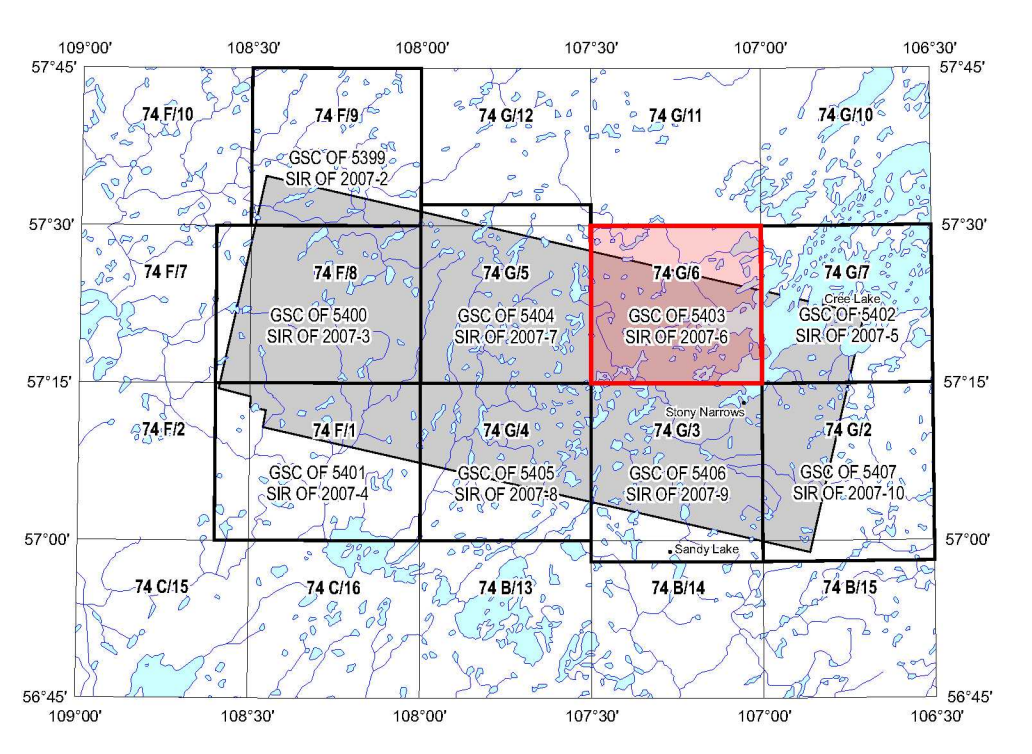 109°00' 108°30' 108°00' 107°30' 107°00' 106°30'
57°45' 57°45'
74 F/10 74 F/9 74 G/12 74 G/11 74 G/10
GSC OF 5399
SIR OF 2007-2
57°30' 57°30'
74 F/7 74 F/8 74 G/5 74 G/6 74 G/7
Cree Lake
GSC OF 5400 GSC OF 5404 GSC OF 5403 GSC OF 5402
SIR OF 2007-3 SIR OF 2007-7 SIR OF 2007-6 SIR OF 2007-5
57°15' 57°15'
Stony Narrows
74 F/2 74 F/1 74 G/4 74 G/3 74 G/2
GSC OF 5401 GSC OF 5405 GSC OF 5406 GSC OF 5407
SIR OF 2007-4 SIR OF 2007-8 SIR OF 2007-9 SIR OF 2007-10
57°00' 57°00'
Sandy Lake
74 C/15 74 C/16 74 B/13 74 B/14 74 B/15
56°45' 56°45'
109°00' 108°30' 108°00' 107°30' 107°00' 106°30'